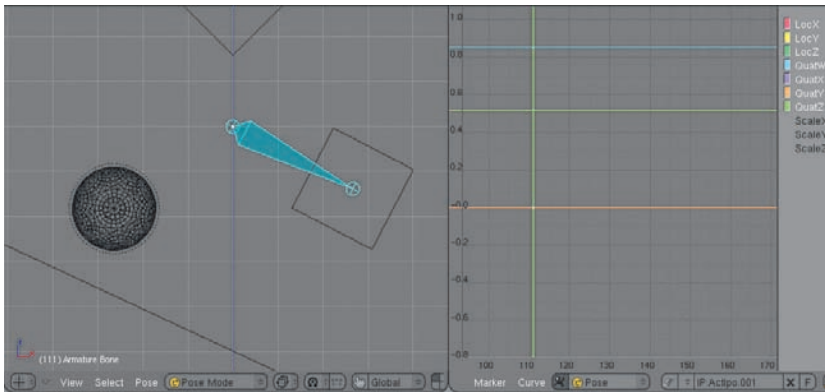 1.0
0.8
0.6
0.4
0.2
-0.0
-0.2
-0.4
-0.6
-0.8
100 110 120 130 140 150 160 170
LocX
LocY
LocZ
QuatW
QuatX
QuatY
QuatZ
ScaleX
ScaleY
ScaleZ
(111) Armature Bone
View Select Pose Pose Mode Global
Marker Curve Pose IP:ActIpo.001 X F